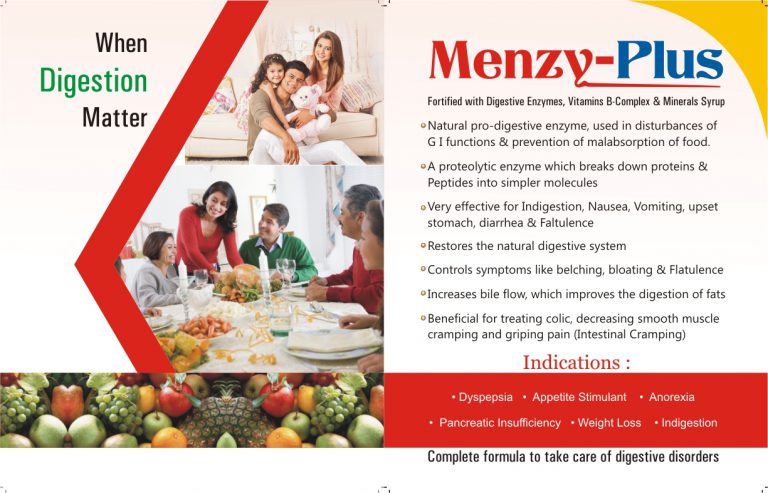 When
Digestion
Matter
Menzy-Plus
Fortified with Digestive Enzymes, Vitamins B-Complex & Minerals Syrup
Natural pro-digestive enzyme, used in disturbances of
G I functions & prevention of malabsorption of food.
A proteolytic enzyme which breaks down proteins &
Peptides into simpler molecules
Very effective for Indigestion, Nausea, Vomiting, upset
stomach, diarrhea & Faltulence
Restores the natural digestive system
Controls symptoms like belching, bloating & Flatulence
Increases bile flow, which improves the digestion of fats
Beneficial for treating colic, decreasing smooth muscle
cramping and griping pain (Intestinal Cramping)
Indications :
• Dyspepsia • Appetite Stimulant • Anorexia
• Pancreatic Insufficiency • Weight Loss • Indigestion
Complete formula to take care of digestive disorders